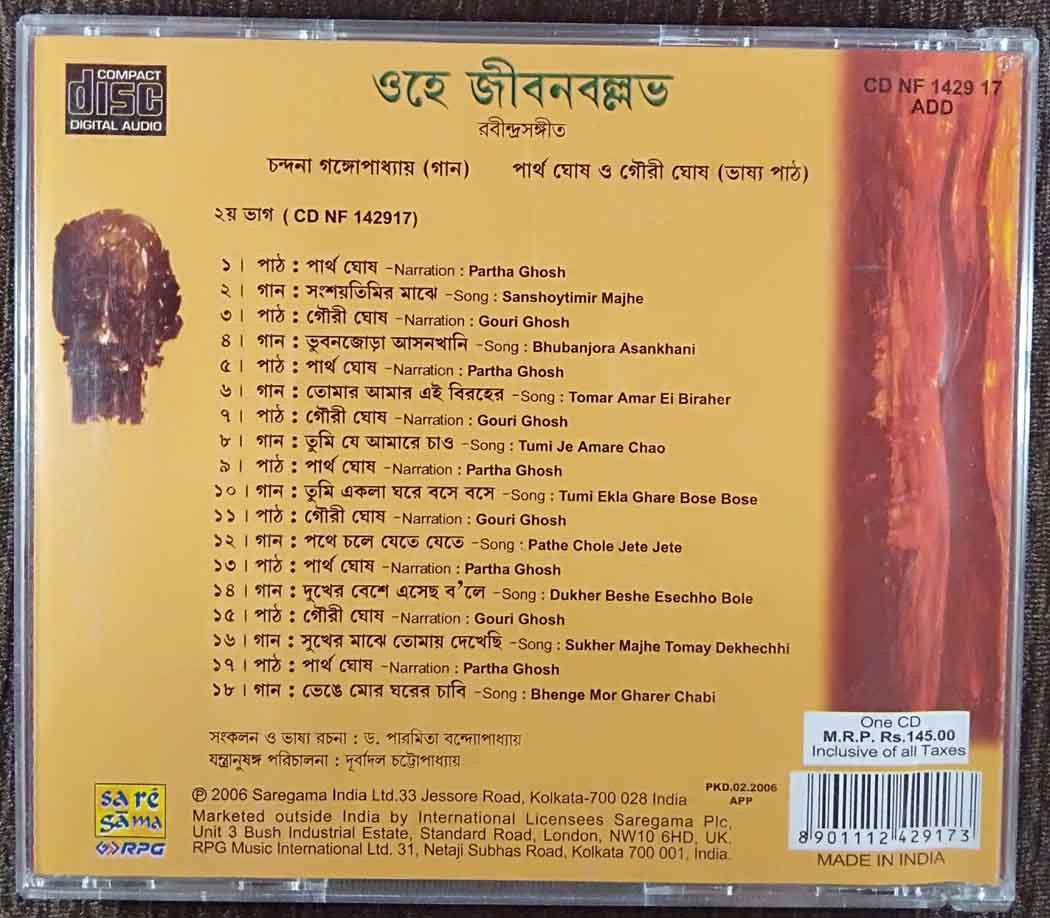 COMPACT
disc
DIGITAL AUDIO
ওহে জীবনবল্লভ
রবীন্দ্রসঙ্গীত
CD NF 1429 17
ADD
চন্দনা গঙ্গোপাধ্যায় (গান) পার্থ ঘোষ ও গৌরী ঘোষ (ভাষ্য পাঠ)
২য় ভাগ ( CD NF 142917)
১। পাঠ : পার্থ ঘোষ –Narration : Partha Ghosh
২। গান : সংশয়তিমির মাঝে –Song : Sanshoytimir Majhe
৩। পাঠ : গৌরী ঘোষ –Narration : Gouri Ghosh
৪। গান : ভুবনজোড়া আসনখানি –Song : Bhubanjora Asankhani
৫। পাঠ : পার্থ ঘোষ –Narration : Partha Ghosh
৬। গান : তোমার আমার এই বিরহের –Song : Tomar Amar Ei Biraher
৭। পাঠ : গৌরী ঘোষ –Narration : Gouri Ghosh
৮। গান : তুমি যে আমারে চাও –Song : Tumi Je Amare Chao
৯। পাঠ : পার্থ ঘোষ –Narration : Partha Ghosh
১০। গান : তুমি একলা ঘরে বসে বসে –Song : Tumi Ekla Ghare Bose Bose
১১। পাঠ : গৌরী ঘোষ –Narration : Gouri Ghosh
১২। গান : পথে চলে যেতে যেতে –Song : Pathe Chole Jete Jete
১৩। পাঠ : পার্থ ঘোষ –Narration : Partha Ghosh
১৪। গান : দুখের বেশে এসেছ ব'লে –Song : Dukher Beshe Esechho Bole
১৫। পাঠ : গৌরী ঘোষ –Narration : Gouri Ghosh
১৬। গান : সুখের মাঝে তোমায় দেখেছি –Song : Sukher Majhe Tomay Dekhechhi
১৭। পাঠ : পার্থ ঘোষ –Narration : Partha Ghosh
১৮। গান : ভেঙে মোর ঘরের চাবি –Song : Bhenge Mor Gharer Chabi
সংকলন ও ভাষ্য রচনা : ড. পারমিতা বন্দ্যোপাধ্যায়
যন্ত্রানুষঙ্গ পরিচালনা : দূর্বাদল চট্টোপাধ্যায়
One CD
M.R.P. Rs.145.00
Inclusive of all Taxes
sa re
ga ma
RPG
℗ 2006 Saregama India Ltd.33 Jessore Road, Kolkata-700 028 India
Marketed outside India by International Licensees Saregama Plc,
Unit 3 Bush Industrial Estate, Standard Road, London, NW10 6HD, UK.
RPG Music International Ltd. 31, Netaji Subhas Road, Kolkata 700 001, India.
PKD.02.2006
APP
8 901112 429173
MADE IN INDIA